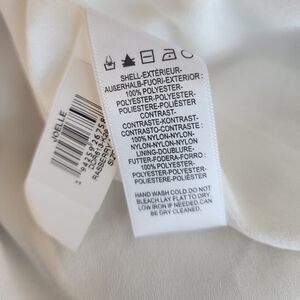 SHELL-EXTÉRIEUR-
AUßERHALB-FUORI-EXTERIOR :
100% POLYESTER-
POLYESTER-POLYESTER-
POLIESTERE-POLIÉSTER
CONTRAST-
CONTRASTE-KONTRAST-
CONTRASTO-CONTRASTE :
100% NYLON-NYLON-
NYLON-NYLON-NYLON
LINING-DOUBLURE-
FUTTER-FODERA-FORRO :
100% POLYESTER-
POLYESTER-POLYESTER-
POLIESTERE-POLIÉSTER
HAND WASH COLD. DO NOT
BLEACH. LAY FLAT TO DRY.
LOW IRON IF NEEDED. CAN
BE DRY CLEANED.
JOELLE